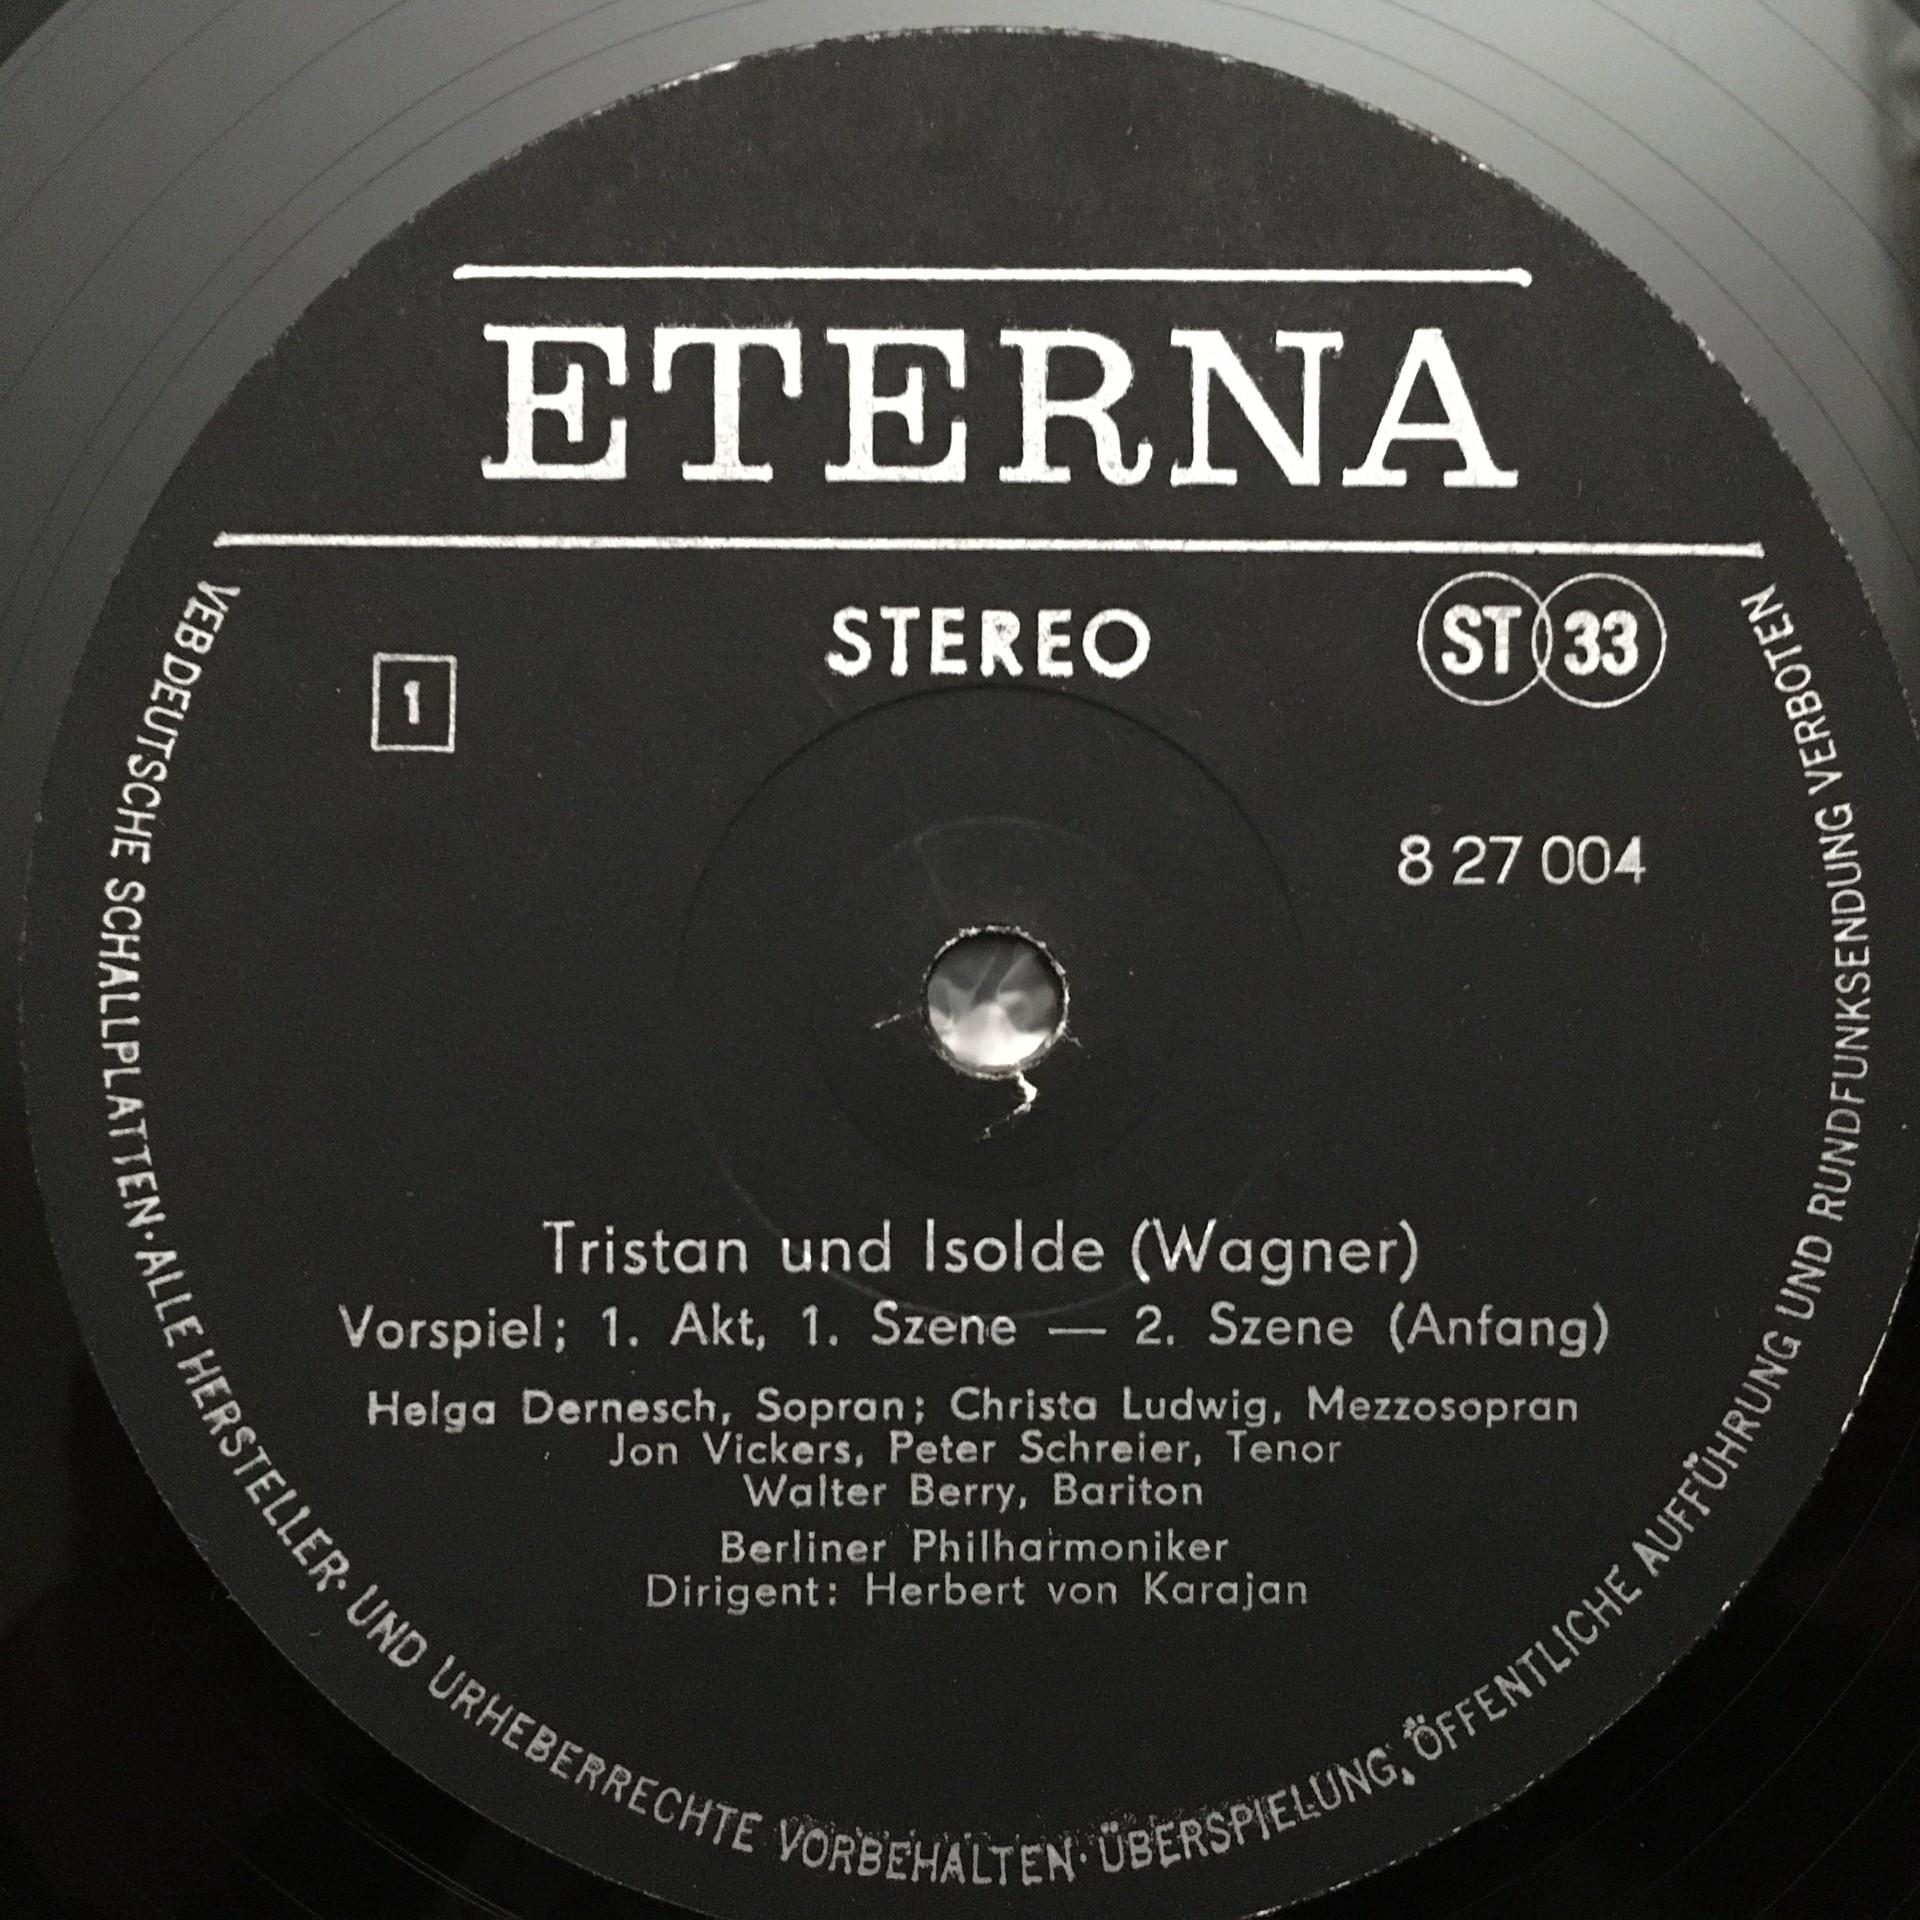 ETERNA
STEREO
ST 33
1
8 27 004
Tristan und Isolde (Wagner)
Vorspiel; 1. Akt, 1. Szene — 2. Szene (Anfang)
Helga Dernesch, Sopran; Christa Ludwig, Mezzosopran
Jon Vickers, Peter Schreier, Tenor
Walter Berry, Bariton
Berliner Philharmoniker
Dirigent: Herbert von Karajan
VEB DEUTSCHE SCHALLPLATTEN · ALLE HERSTELLER · UND URHEBERRECHTE VORBEHALTEN · ÜBERSPIELUNG, ÖFFENTLICHE AUFFÜHRUNG UND RUNDFUNKSENDUNG VERBOTEN